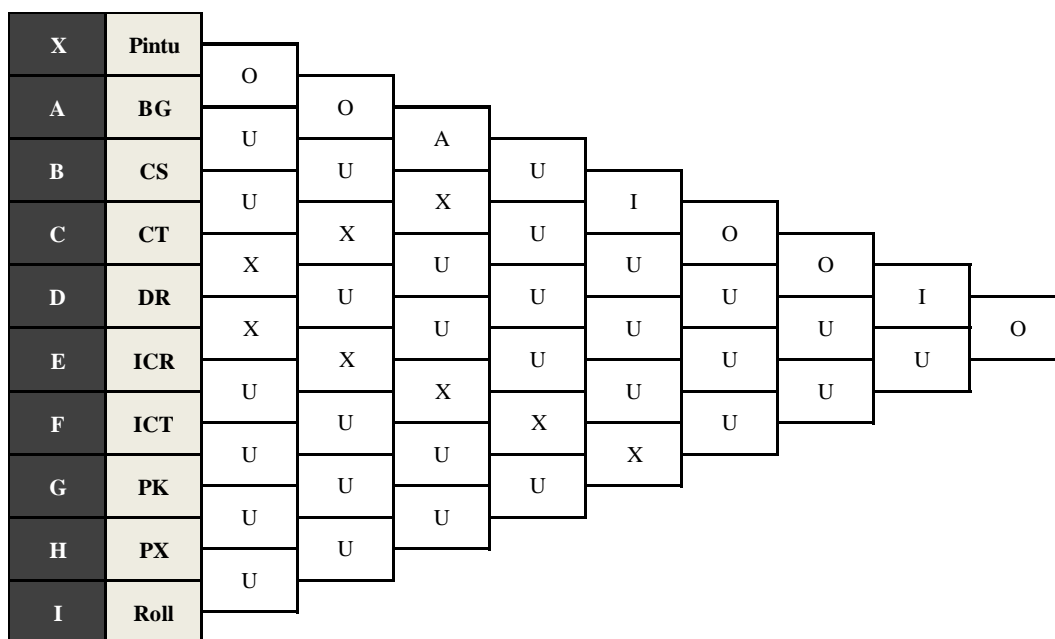 X Pintu
O
A BG O
U A
B CS U U
U X I
C CT X U O
X U U O
D DR U U U I
X U U U O
E ICR X U U U
U X U U
F ICT U X U
U U X
G PK U U
U U
H PX U
U
I Roll